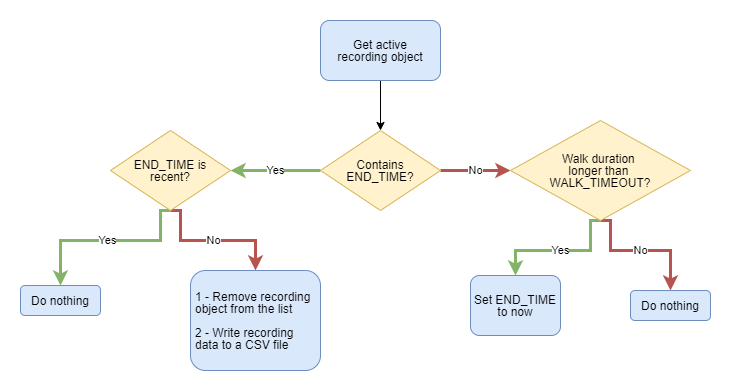 Get active
recording object
END_TIME is
recent?
Yes
Contains
END_TIME?
No
Walk duration
longer than
WALK_TIMEOUT?
Yes
No
Yes
No
Do nothing
1 - Remove recording
object from the list
2 - Write recording
data to a CSV file
Set END_TIME
to now
Do nothing